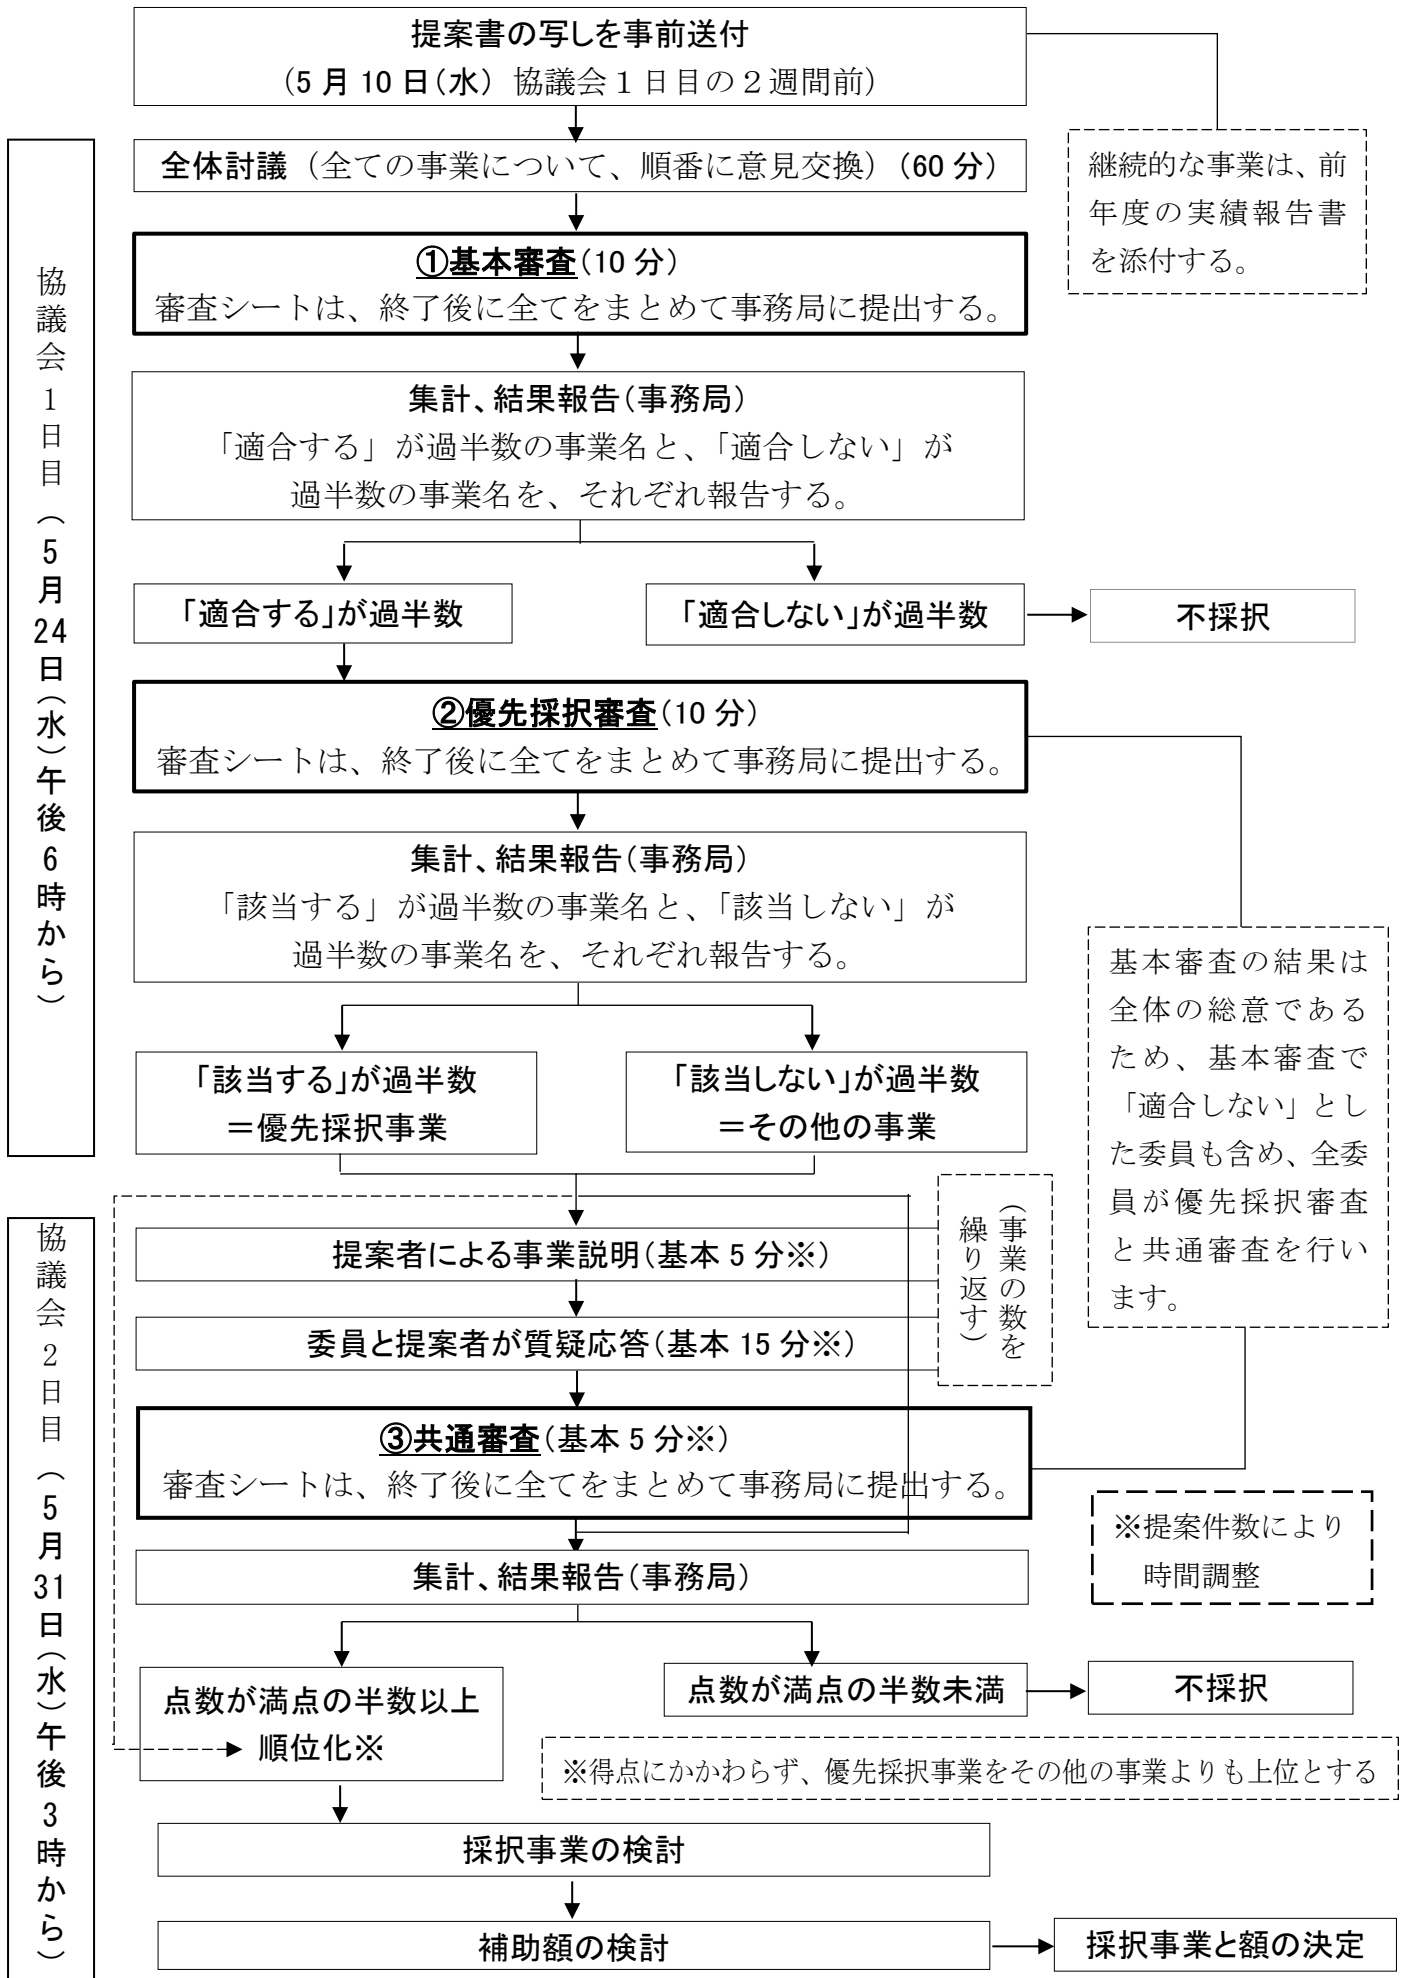 提案書の写しを事前送付
(5 月 10 日(水) 協議会１日目の２週間前)
継続的な事業は、前
年度の実績報告書
を添付する。
協議会１日目(5月24日(水)午後6時から)
全体討議（全ての事業について、順番に意見交換）(60 分)
①基本審査(10 分)
審査シートは、終了後に全てをまとめて事務局に提出する。
集計、結果報告(事務局)
「適合する」が過半数の事業名と、「適合しない」が
過半数の事業名を、それぞれ報告する。
「適合する」が過半数
「適合しない」が過半数
不採択
②優先採択審査(10 分)
審査シートは、終了後に全てをまとめて事務局に提出する。
集計、結果報告(事務局)
「該当する」が過半数の事業名と、「該当しない」が
過半数の事業名を、それぞれ報告する。
「該当する」が過半数
＝優先採択事業
「該当しない」が過半数
＝その他の事業
基本審査の結果は
全体の総意である
ため、基本審査で
「適合しない」とし
た委員も含め、全委
員が優先採択審査
と共通審査を行い
ます。
協議会２日目(5月31日(水)午後3時から)
提案者による事業説明(基本 5 分※)
委員と提案者が質疑応答(基本 15 分※)
(事業の数を
繰り返す)
③共通審査(基本 5 分※)
審査シートは、終了後に全てをまとめて事務局に提出する。
※提案件数により
時間調整
集計、結果報告(事務局)
点数が満点の半数以上
順位化※
点数が満点の半数未満
不採択
※得点にかかわらず、優先採択事業をその他の事業よりも上位とする
採択事業の検討
補助額の検討
採択事業と額の決定